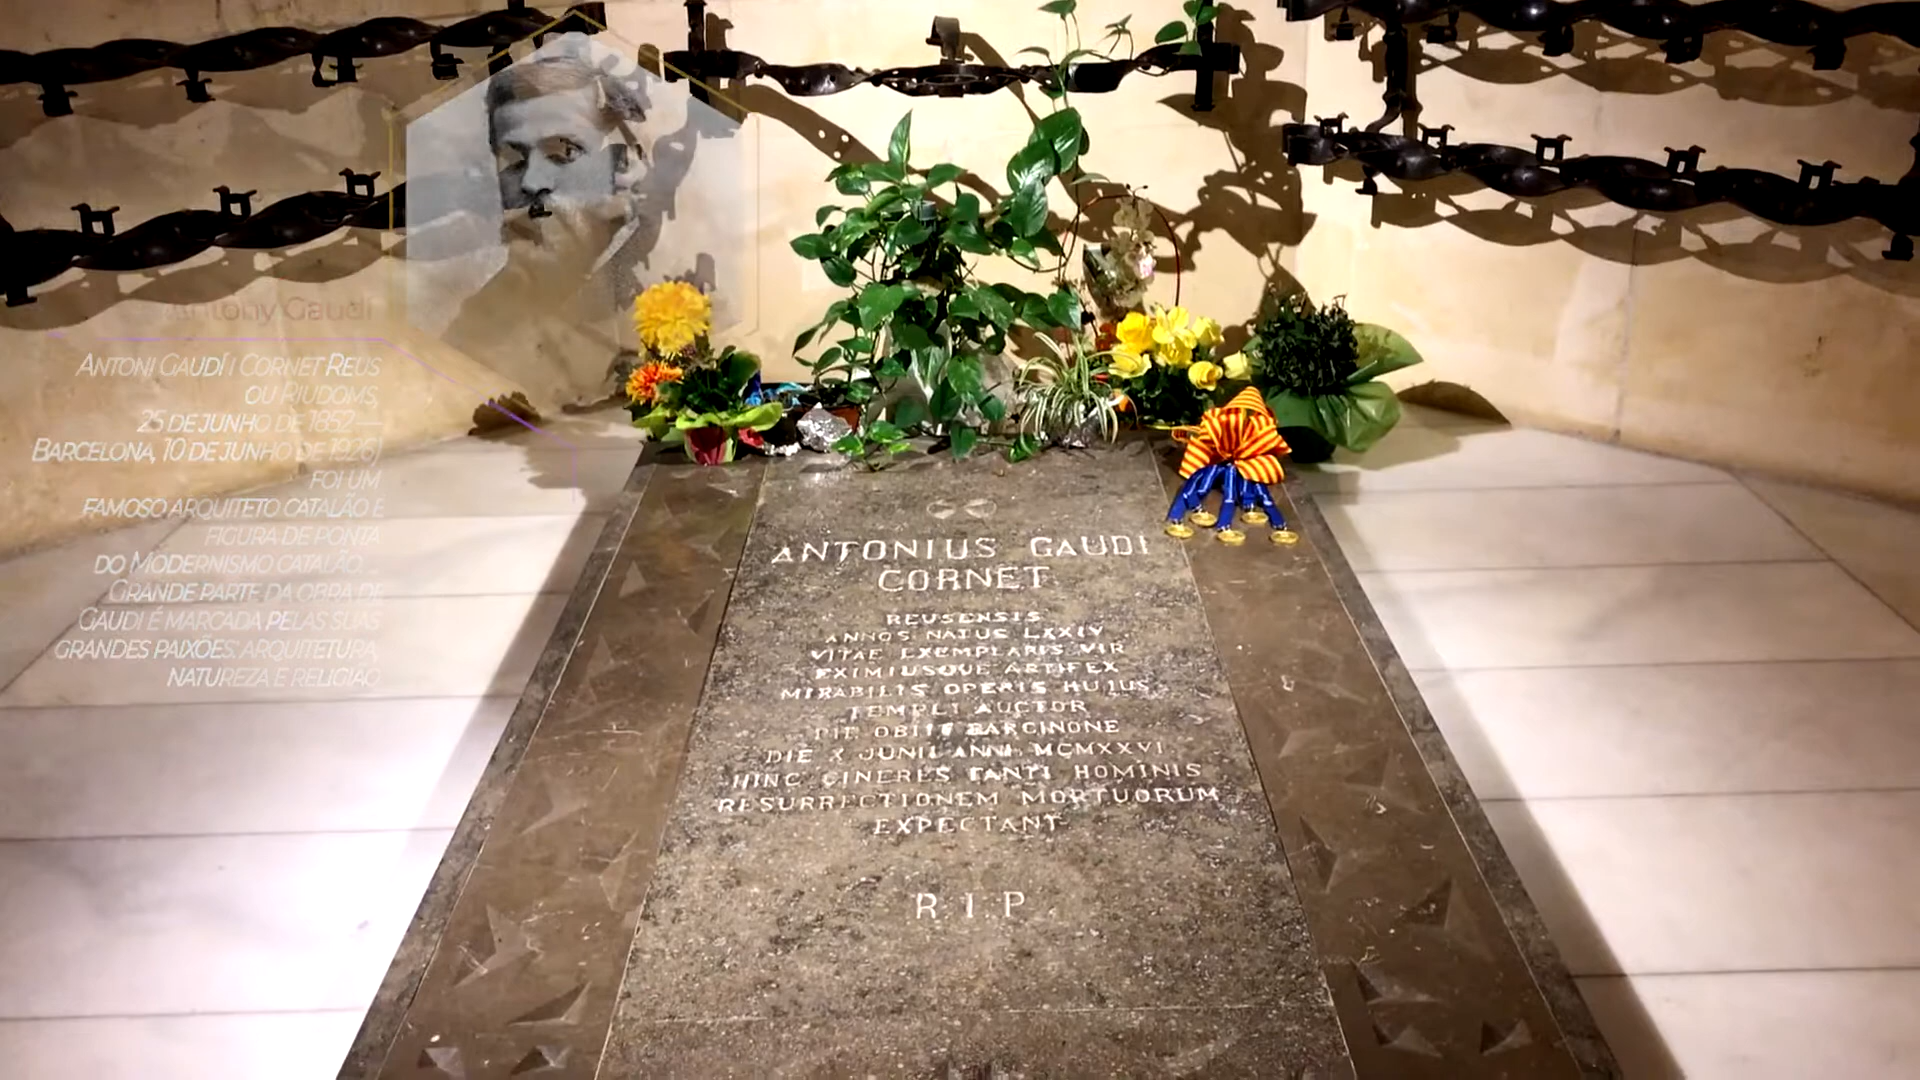 Antony Gaudí
ANTONI GAUDÍ I CORNET REUS
OU RIUDOMS,
25 DE JUNHO DE 1852 —
BARCELONA, 10 DE JUNHO DE 1926)
FOI UM
FAMOSO ARQUITETO CATALÃO E
FIGURA DE PONTA
DO MODERNISMO CATALÃO.
GRANDE PARTE DA OBRA DE
GAUDI É MARCADA PELAS SUAS
GRANDES PAIXÕES: ARQUITETURA,
NATUREZA E RELIGIÃO
ANTONIUS GAUDI
CORNET
REUSENSIS
ANNOS NATUS LXXIV
VITAE EXEMPLARIS VIR
EXIMIUSQUE ARTIFEX
MIRABILIS OPERIS HUJUS
TEMPLI AUCTOR
PIE OBIIT BARCINONE
DIE X JUNII ANNI MCMXXVI
HINC CINERES TANTI HOMINIS
RESURRECTIONEM MORTUORUM
EXPECTANT
R.I.P